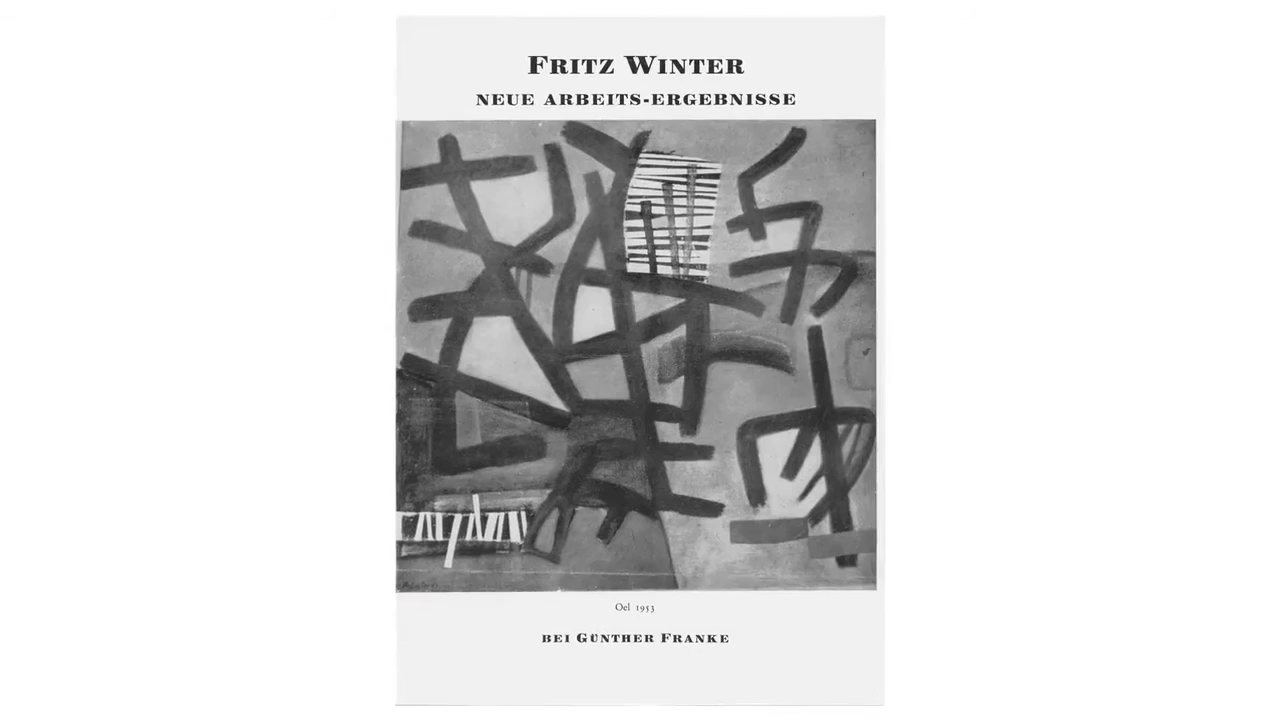 FRITZ WINTER
NEUE ARBEITS-ERGEBNISSE
Oel 1953
BEI GÜNTHER FRANKE